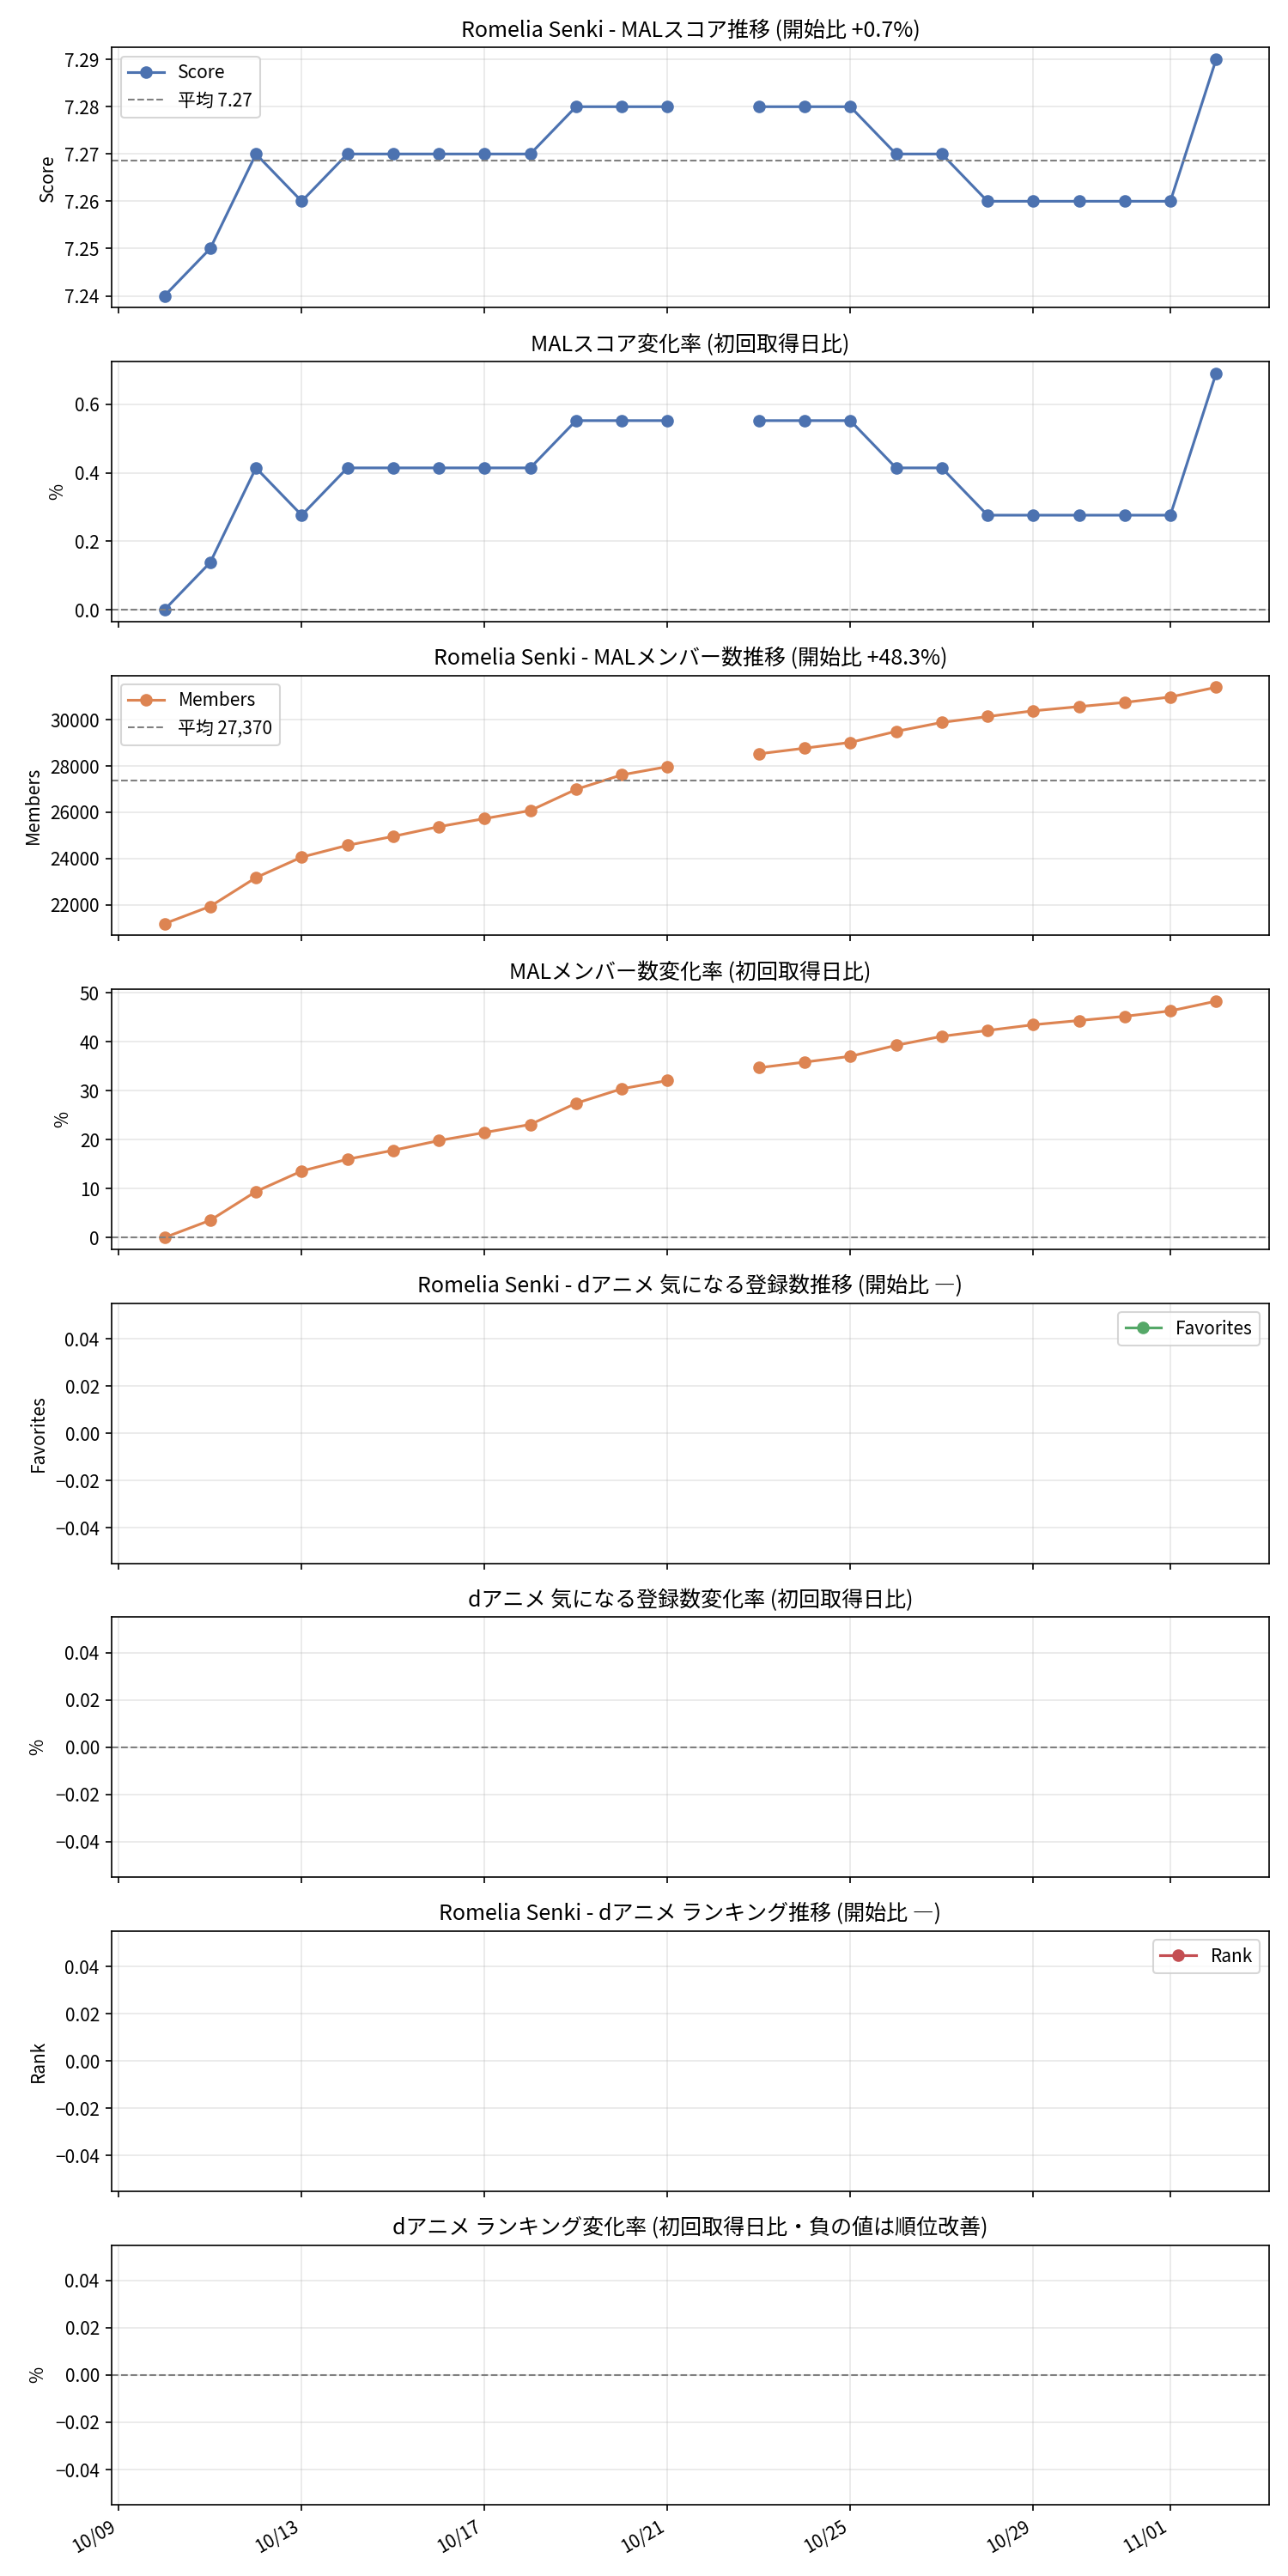 Romelia Senki - MALスコア推移 (開始比 +0.7%)
Score
平均 7.27
7.29
7.28
7.27
7.26
7.25
7.24
Score
MALスコア変化率 (初回取得日比)
0.6
0.4
0.2
0.0
%
Romelia Senki - MALメンバー数推移 (開始比 +48.3%)
Members
平均 27,370
30000
28000
26000
24000
22000
Members
MALメンバー数変化率 (初回取得日比)
50
40
30
20
10
0
%
Romelia Senki - dアニメ 気になる登録数推移 (開始比 —)
Favorites
0.04
0.02
0.00
−0.02
−0.04
Favorites
dアニメ 気になる登録数変化率 (初回取得日比)
0.04
0.02
0.00
−0.02
−0.04
%
Romelia Senki - dアニメ ランキング推移 (開始比 —)
Rank
0.04
0.02
0.00
−0.02
−0.04
Rank
dアニメ ランキング変化率 (初回取得日比・負の値は順位改善)
0.04
0.02
0.00
−0.02
−0.04
%
10/09
10/13
10/17
10/21
10/25
10/29
11/01